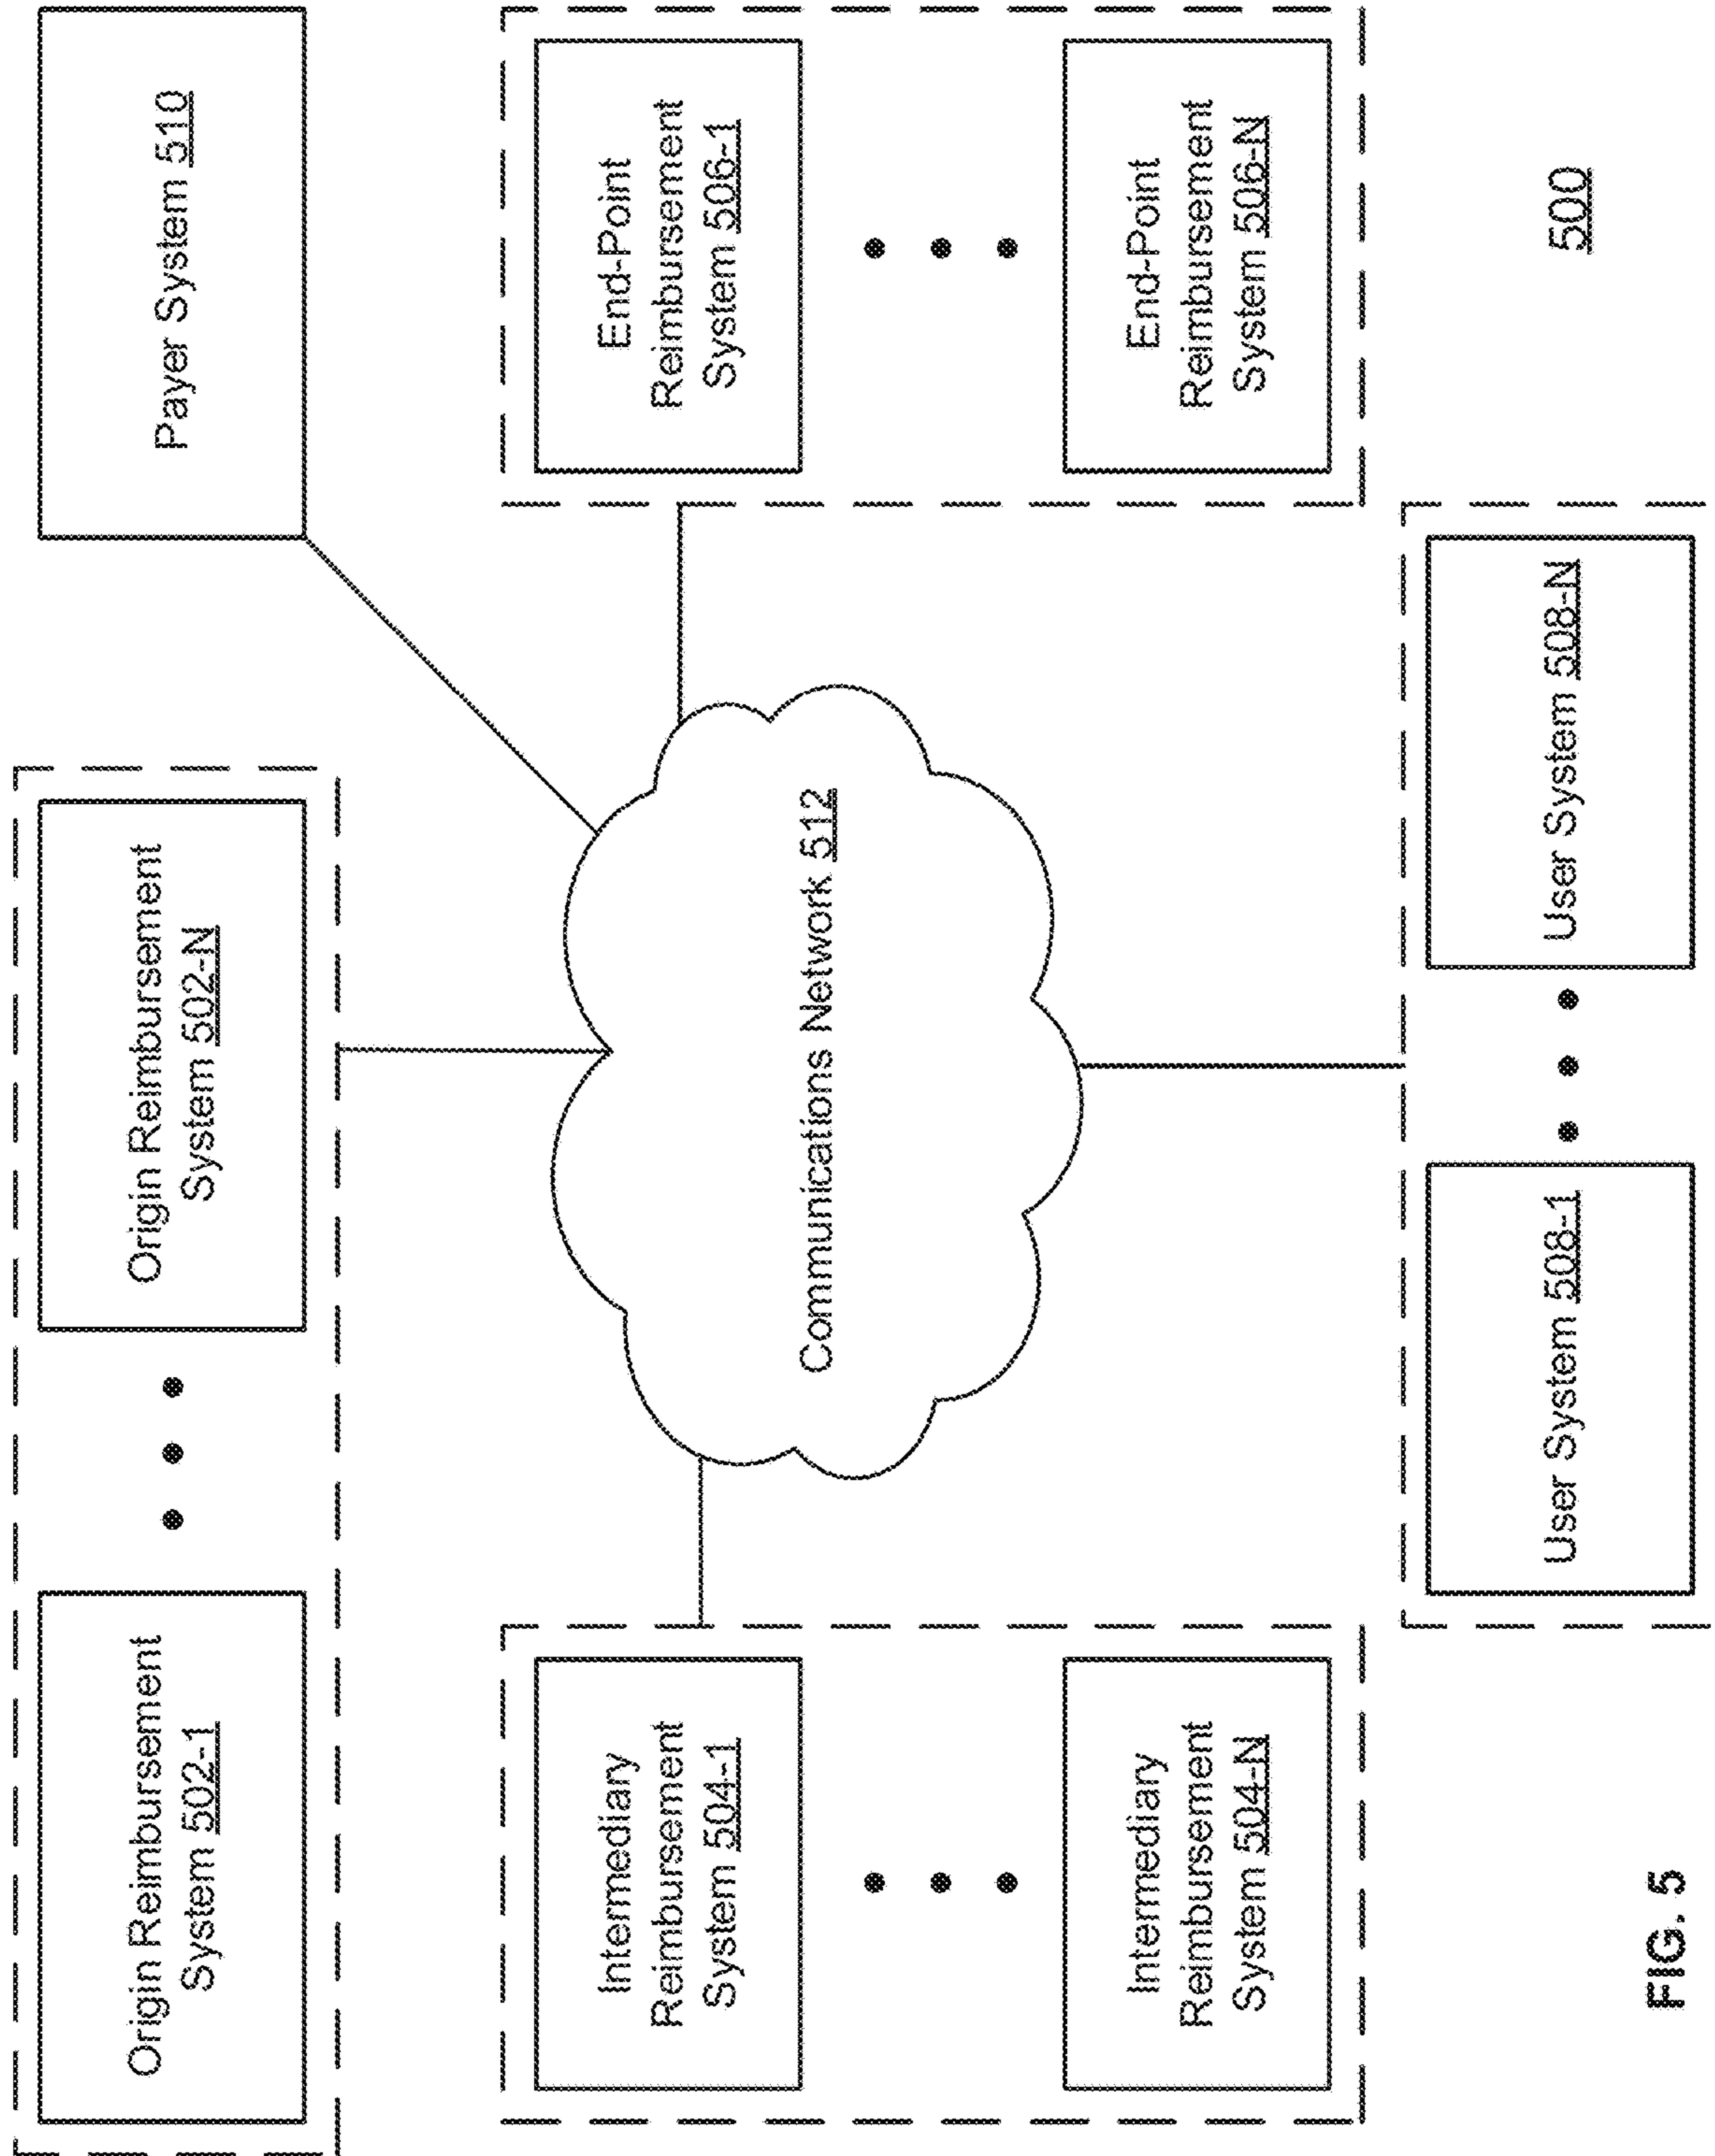 Origin Reimbursement
System 502-1
Origin Reimbursement
System 502-N
Payer System 510
Intermediary
Reimbursement
System 504-1
Intermediary
Reimbursement
System 504-N
Communications Network 512
End-Point
Reimbursement
System 506-1
End-Point
Reimbursement
System 506-N
User System 508-1
User System 508-N
500
FIG. 5